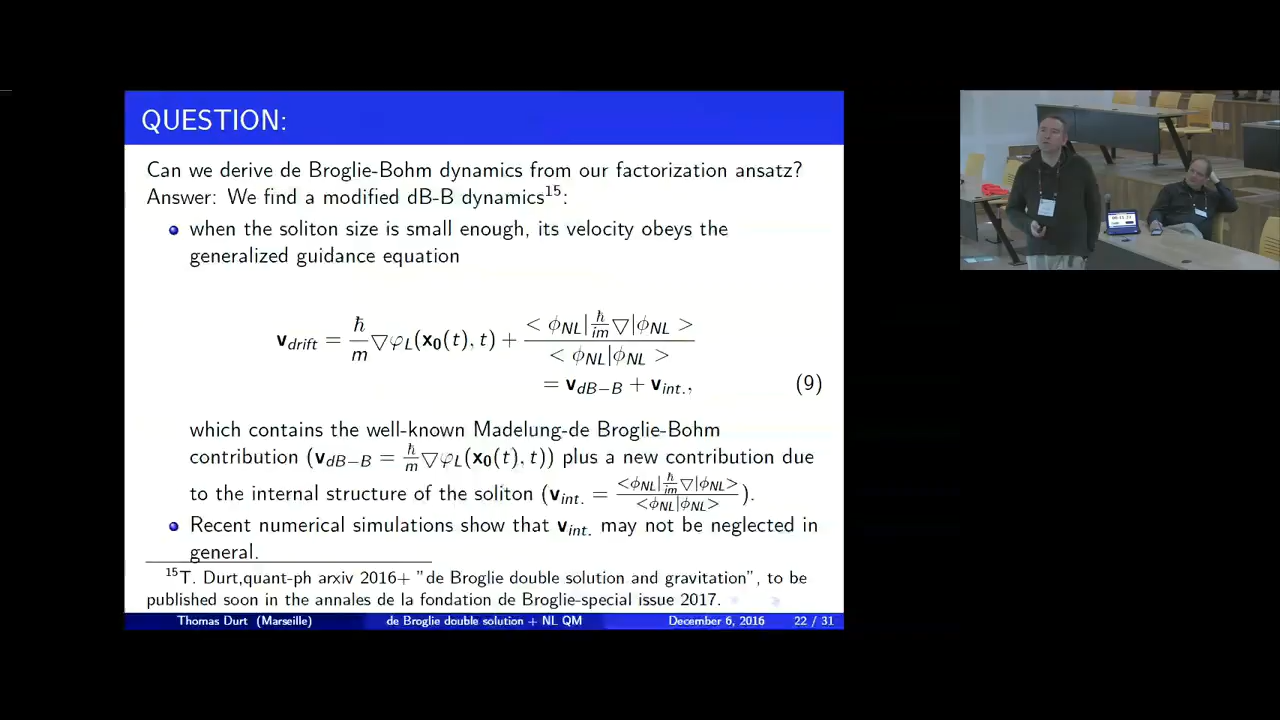 QUESTION:
Can we derive de Broglie-Bohm dynamics from our factorization ansatz?
Answer: We find a modified dB-B dynamics¹⁵:
when the soliton size is small enough, its velocity obeys the
generalized guidance equation
v_drift = ℏ/m ▽φ_L(x₀(t), t) + < ϕ_NL| ℏ/im ▽|ϕ_NL > / < ϕ_NL|ϕ_NL >
= v_dB−B + v_int., (9)
which contains the well-known Madelung-de Broglie-Bohm
contribution (v_dB−B = ℏ/m ▽φ_L(x₀(t), t)) plus a new contribution due
to the internal structure of the soliton (v_int. = <ϕ_NL| ℏ/im ▽|ϕ_NL> / <ϕ_NL|ϕ_NL>).
Recent numerical simulations show that v_int. may not be neglected in
general.
¹⁵T. Durt,quant-ph arxiv 2016+ "de Broglie double solution and gravitation", to be
published soon in the annales de la fondation de Broglie-special issue 2017.
Thomas Durt (Marseille) de Broglie double solution + NL QM December 6, 2016 22 / 31